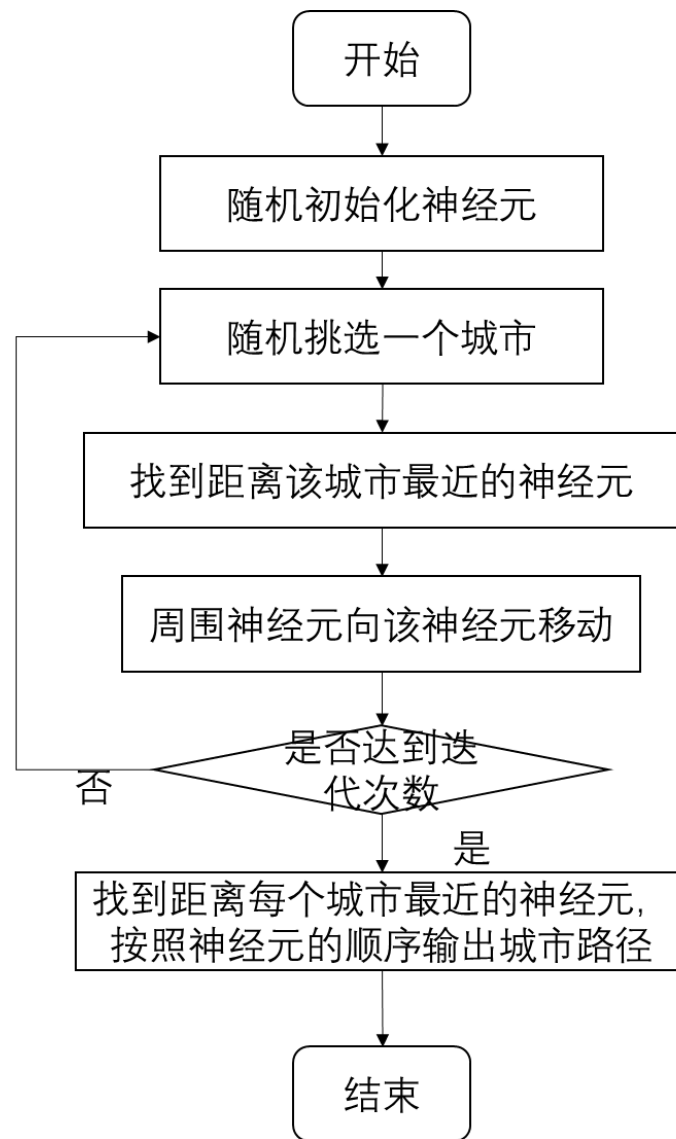 开始
随机初始化神经元
随机挑选一个城市
找到距离该城市最近的神经元
周围神经元向该神经元移动
是否达到迭
代次数
否
是
找到距离每个城市最近的神经元,
按照神经元的顺序输出城市路径
结束